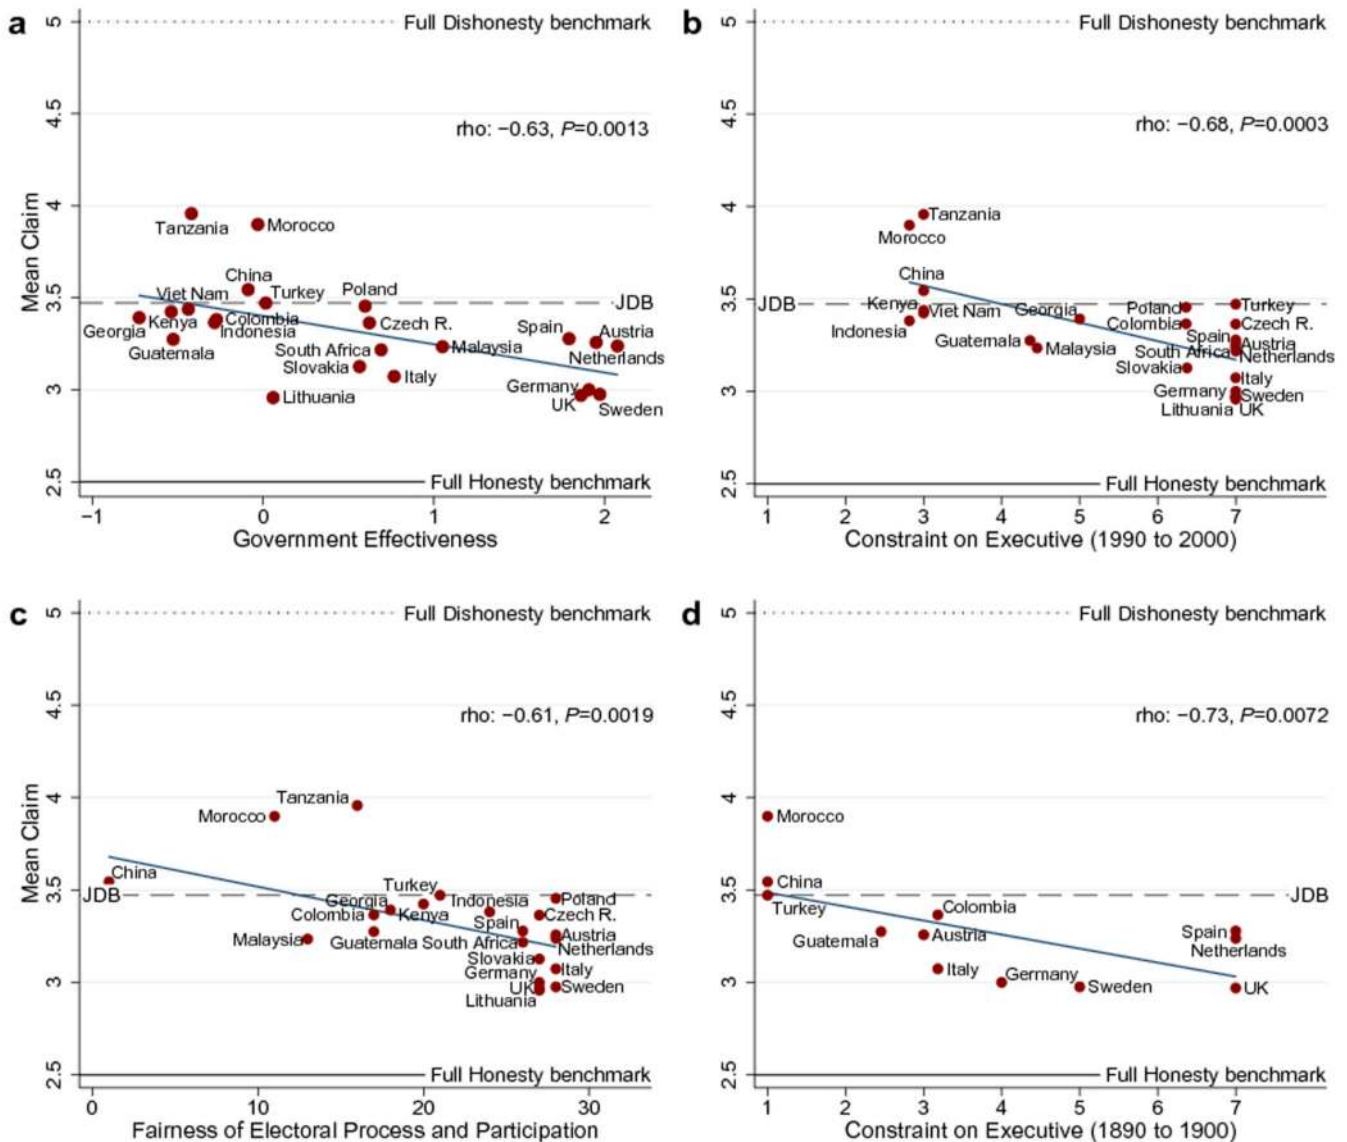 a
5
Full Dishonesty benchmark
4.5
rho: −0.63, P=0.0013
4
Tanzania
Morocco
China
Viet Nam
Turkey
Poland
3.5
JDB
Georgia
Kenya
Colombia
Indonesia
Czech R.
Spain
Austria
Guatemala
South Africa
Malaysia
Netherlands
Slovakia
Italy
3
Lithuania
Germany
UK
Sweden
2.5
Full Honesty benchmark
Mean Claim
−1 0 1 2
Government Effectiveness
b
5
Full Dishonesty benchmark
4.5
rho: −0.68, P=0.0003
4
Tanzania
Morocco
China
3.5
JDB
Kenya
Viet Nam
Georgia
Poland
Turkey
Indonesia
Colombia
Czech R.
Guatemala
Malaysia
Spain
Austria
South Africa
Netherlands
Slovakia
Italy
3
Germany
Sweden
Lithuania UK
2.5
Full Honesty benchmark
1 2 3 4 5 6 7
Constraint on Executive (1990 to 2000)
c
5
Full Dishonesty benchmark
4.5
rho: −0.61, P=0.0019
4
Tanzania
Morocco
China
3.5
JDB
Turkey
Georgia
Indonesia
Poland
Colombia
Kenya
Czech R.
Spain
Malaysia
Guatemala
South Africa
Austria
Netherlands
Slovakia
Germany
Italy
3
UK
Sweden
Lithuania
2.5
Full Honesty benchmark
Mean Claim
0 10 20 30
Fairness of Electoral Process and Participation
d
5
Full Dishonesty benchmark
4.5
rho: −0.73, P=0.0072
4
Morocco
China
3.5
JDB
Turkey
Colombia
Guatemala
Austria
Spain
Netherlands
Italy
Germany
3
Sweden
UK
2.5
Full Honesty benchmark
1 2 3 4 5 6 7
Constraint on Executive (1890 to 1900)